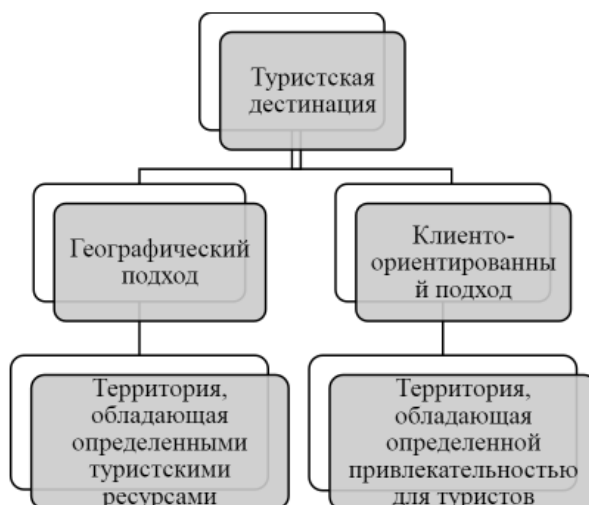 Туристская
дестинация
Географический
подход
Клиенто-
ориентированны
й подход
Территория,
обладающая
определенными
туристскими
ресурсами
Территория,
обладающая
определенной
привлекательностью
для туристов